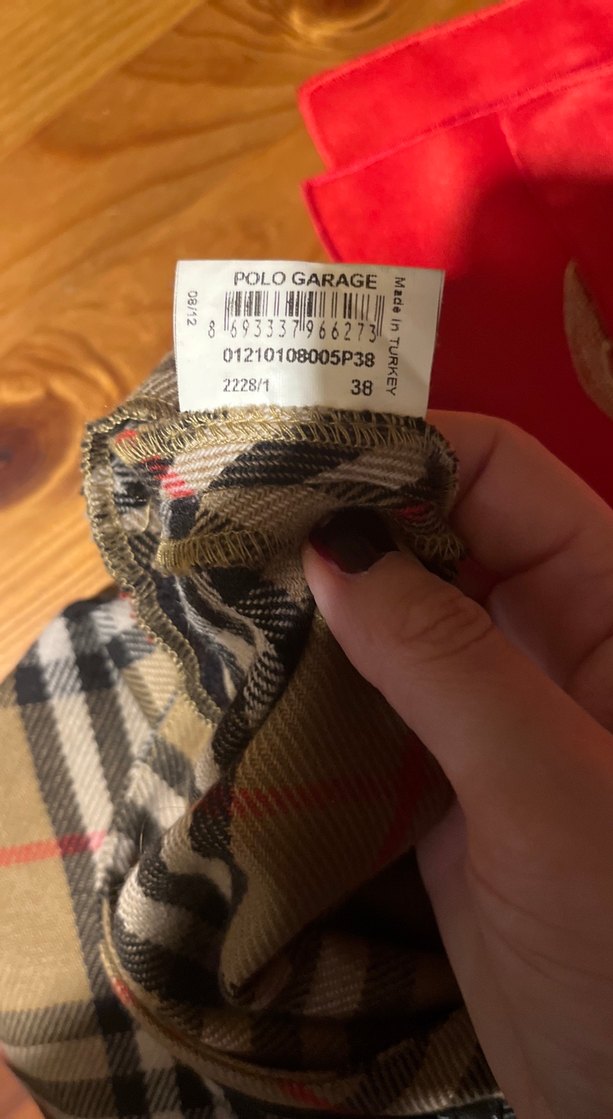 POLO GARAGE
08/12
8 693337 966273
Made in TURKEY
01210108005P38
2228/1 38